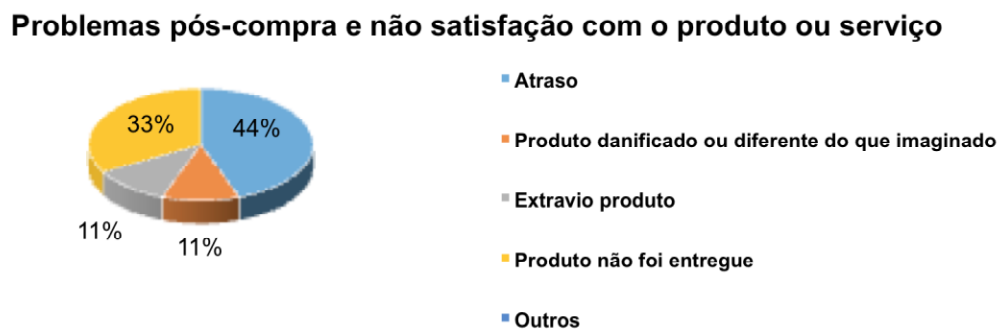 Problemas pós-compra e não satisfação com o produto ou serviço
Atraso
33%
44%
Produto danificado ou diferente do que imaginado
Extravio produto
11%
11%
Produto não foi entregue
Outros